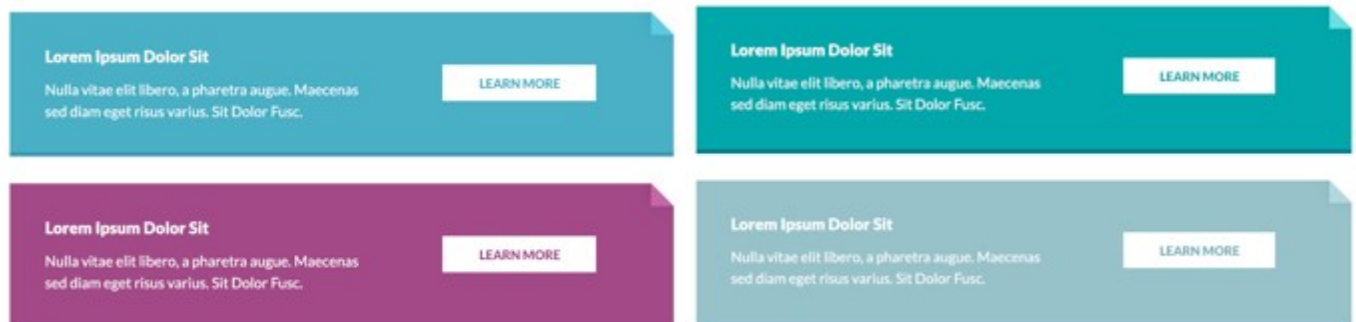 Lorem Ipsum Dolor Sit
Nulla vitae elit libero, a pharetra augue. Maecenas
sed diam eget risus varius. Sit Dolor Fusc.
LEARN MORE
Lorem Ipsum Dolor Sit
Nulla vitae elit libero, a pharetra augue. Maecenas
sed diam eget risus varius. Sit Dolor Fusc.
LEARN MORE
Lorem Ipsum Dolor Sit
Nulla vitae elit libero, a pharetra augue. Maecenas
sed diam eget risus varius. Sit Dolor Fusc.
LEARN MORE
Lorem Ipsum Dolor Sit
Nulla vitae elit libero, a pharetra augue. Maecenas
sed diam eget risus varius. Sit Dolor Fusc.
LEARN MORE